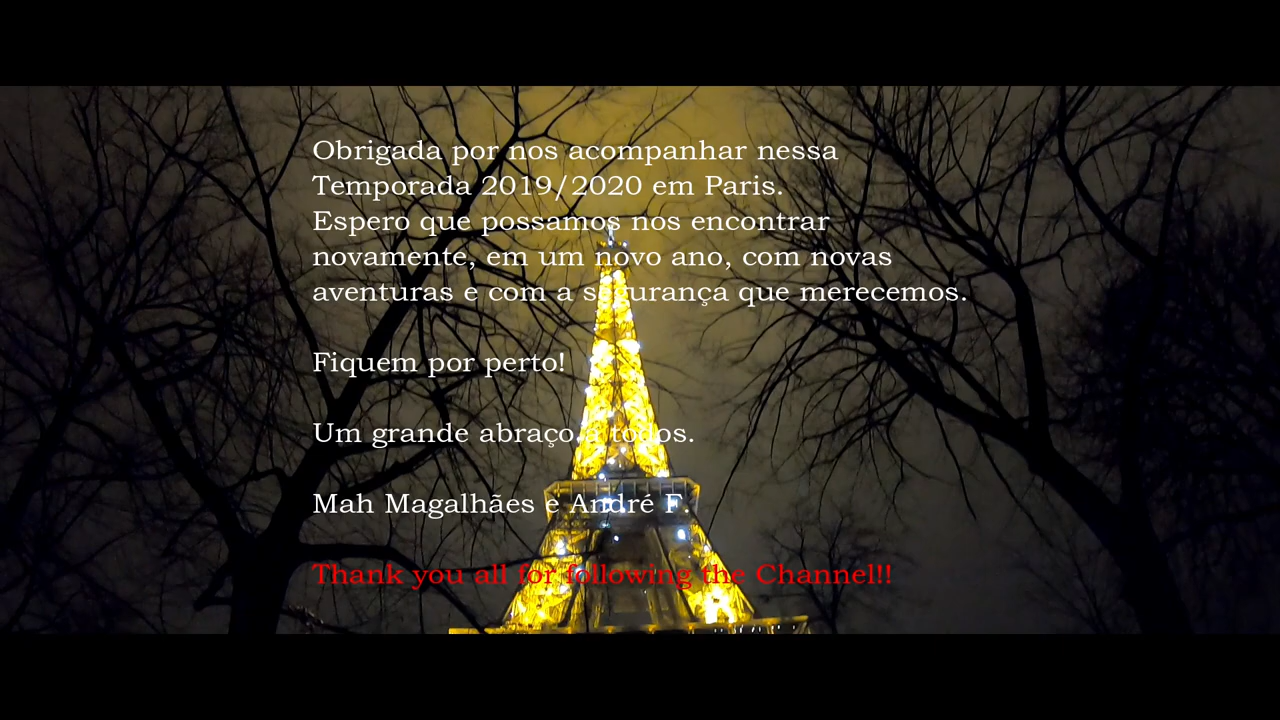 Obrigada por nos acompanhar nessa
Temporada 2019/2020 em Paris.
Espero que possamos nos encontrar
novamente, em um novo ano, com novas
aventuras e com a segurança que merecemos.
Fiquem por perto!
Um grande abraço a todos.
Mah Magalhães e André F.
Thank you all for following the Channel!!